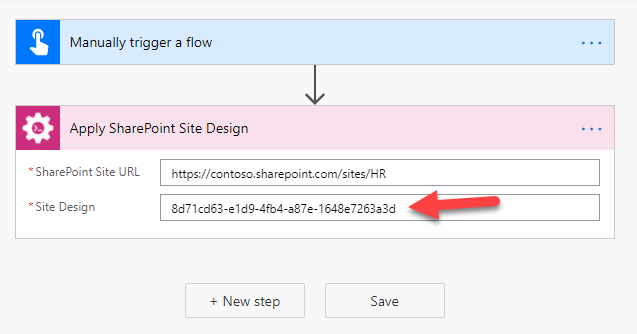 Manually trigger a flow
Apply SharePoint Site Design
*SharePoint Site URL https://contoso.sharepoint.com/sites/HR
*Site Design 8d71cd63-e1d9-4fb4-a87e-1648e7263a3d
+ New step Save